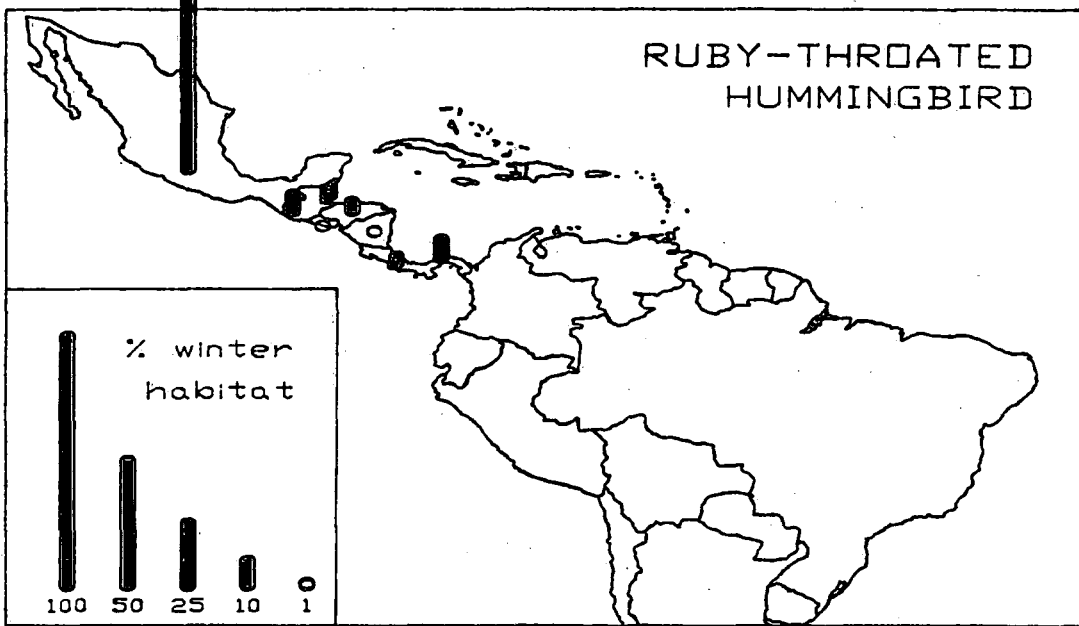 RUBY-THROATED
HUMMINGBIRD
% winter
habitat
100 50 25 10 1